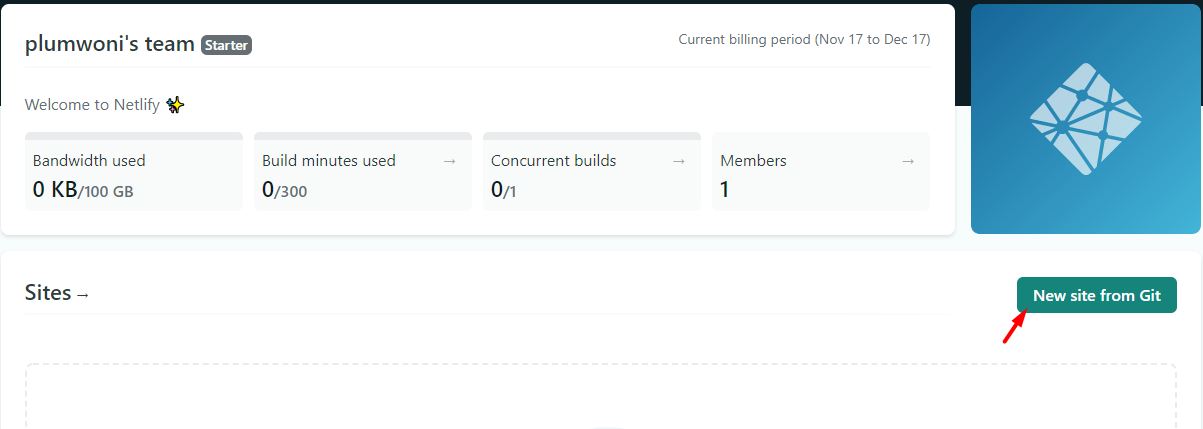 plumwoni's team Starter
Current billing period (Nov 17 to Dec 17)
Welcome to Netlify ✨
Bandwidth used
0 KB/100 GB
Build minutes used →
0/300
Concurrent builds →
0/1
Members →
1
Sites →
New site from Git